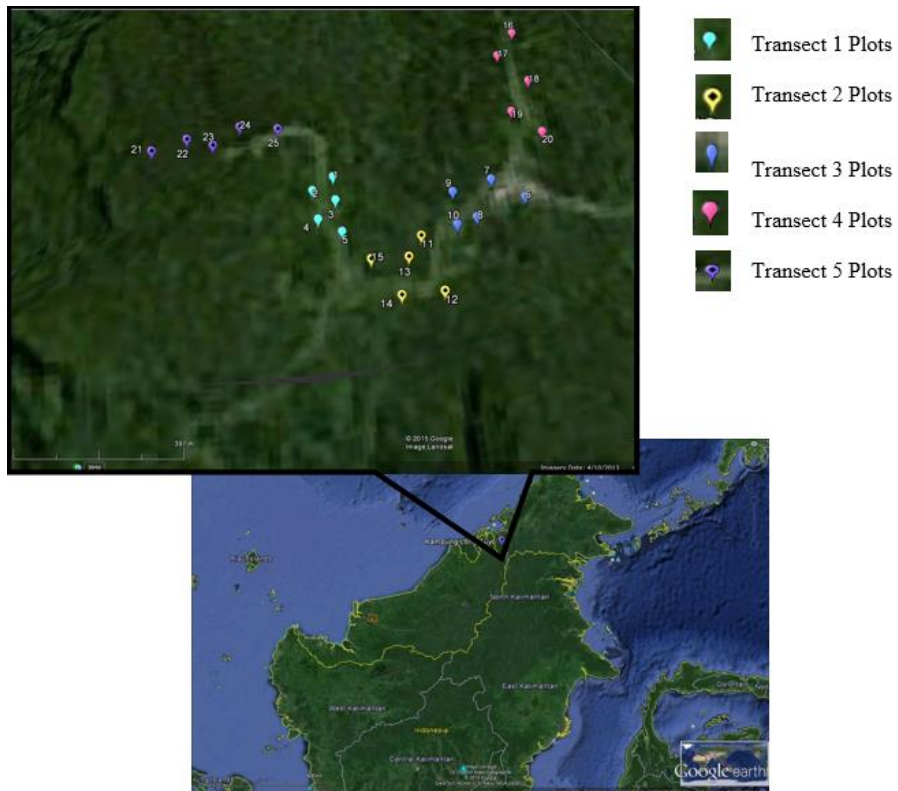 16
17
18
19
20
24
23
25
21
22
1
2
3
4
5
7
9
6
10
8
11
15
13
14
12
397 m
© 2015 Google
Image Landsat
Imagery Date: 4/10/2013
Transect 1 Plots
Transect 2 Plots
Transect 3 Plots
Transect 4 Plots
Transect 5 Plots
North Kalimantan
East Kalimantan
West Kalimantan
Indonesia
Central Kalimantan
Google earth